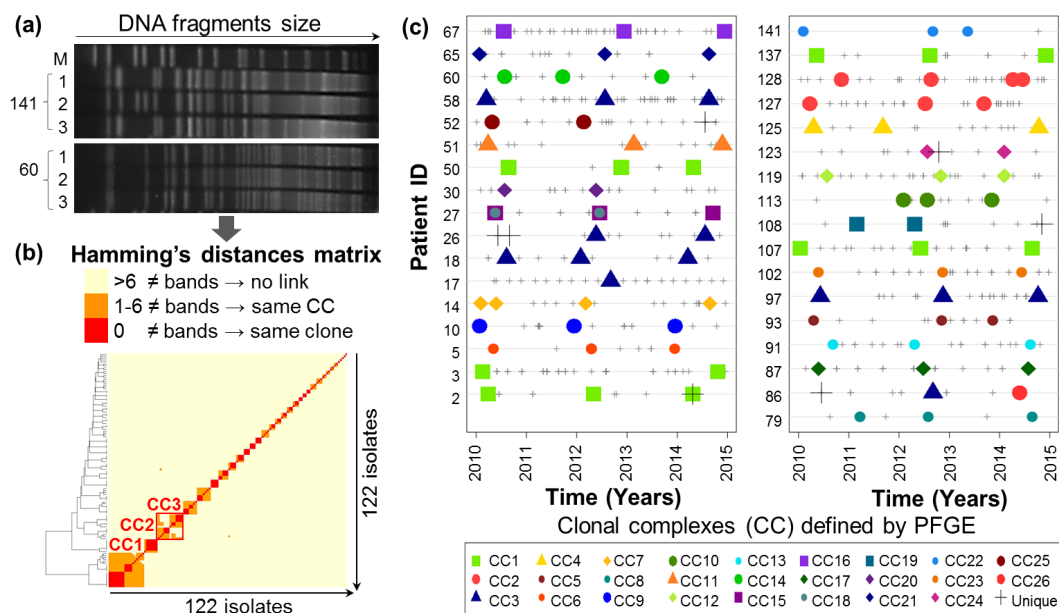 (a) DNA fragments size
M
1
141 2
3
1
60 2
3
(b) Hamming's distances matrix
>6 ≠ bands → no link
1-6 ≠ bands → same CC
0 ≠ bands → same clone
CC3
CC2
CC1
122 isolates
122 isolates
(c)
Patient ID
67
65
60
58
52
51
50
30
27
26
18
17
14
10
5
3
2
2010 2011 2012 2013 2014 2015
Time (Years)
141
137
128
127
125
123
119
113
108
107
102
97
93
91
87
86
79
2010 2011 2012 2013 2014 2015
Time (Years)
Clonal complexes (CC) defined by PFGE
CC1 CC4 CC7 CC10 CC13 CC16 CC19 CC22 CC25
CC2 CC5 CC8 CC11 CC14 CC17 CC20 CC23 CC26
CC3 CC6 CC9 CC12 CC15 CC18 CC21 CC24 Unique